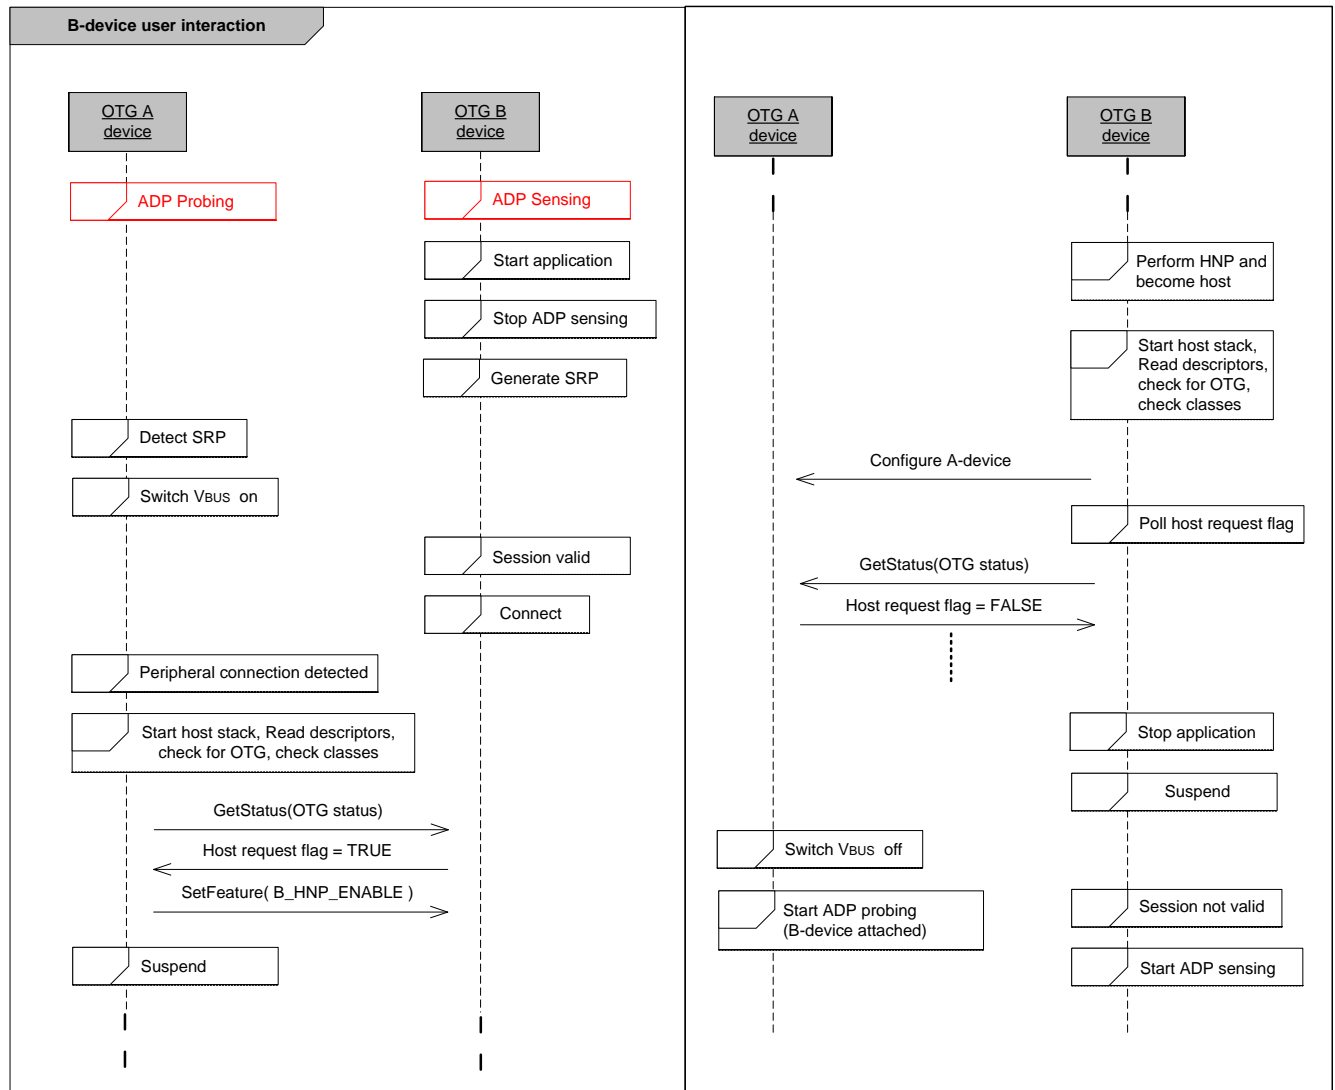 B-device user interaction
OTG A
device
OTG B
device
ADP Probing
ADP Sensing
Start application
Stop ADP sensing
Generate SRP
Detect SRP
Switch VBUS on
Session valid
Connect
Peripheral connection detected
Start host stack, Read descriptors,
check for OTG, check classes
GetStatus(OTG status)
Host request flag = TRUE
SetFeature( B_HNP_ENABLE )
Suspend
OTG A
device
OTG B
device
Perform HNP and
become host
Start host stack,
Read descriptors,
check for OTG,
check classes
Configure A-device
Poll host request flag
GetStatus(OTG status)
Host request flag = FALSE
Stop application
Suspend
Switch VBUS off
Start ADP probing
(B-device attached)
Session not valid
Start ADP sensing